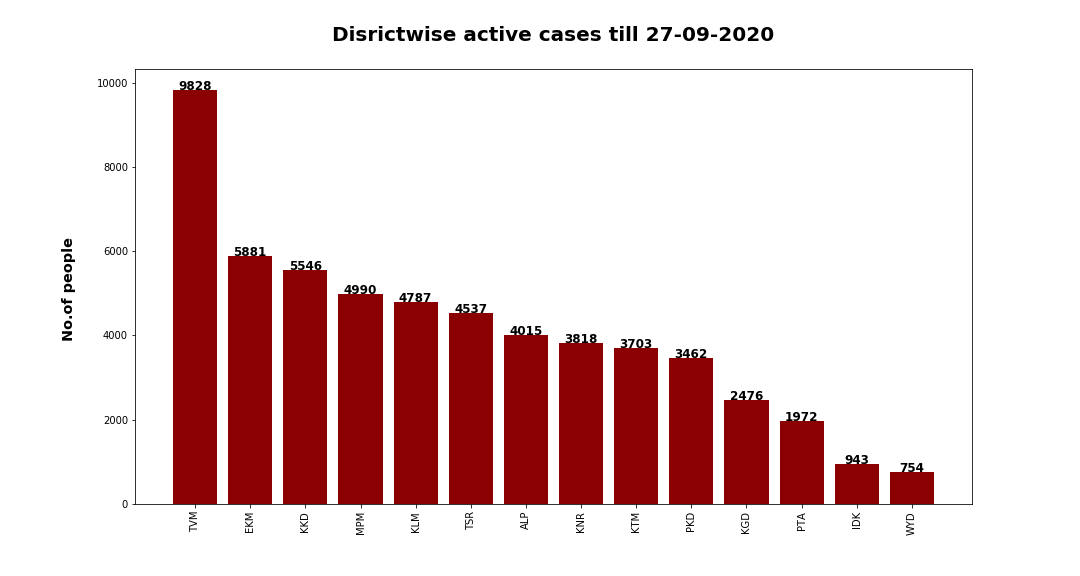 Disrictwise active cases till 27-09-2020
No.of people
10000
8000
6000
4000
2000
0
9828
5881
5546
4990
4787
4537
4015
3818
3703
3462
2476
1972
943
754
TVM
EKM
KKD
MPM
KLM
TSR
ALP
KNR
KTM
PKD
KGD
PTA
IDK
WYD